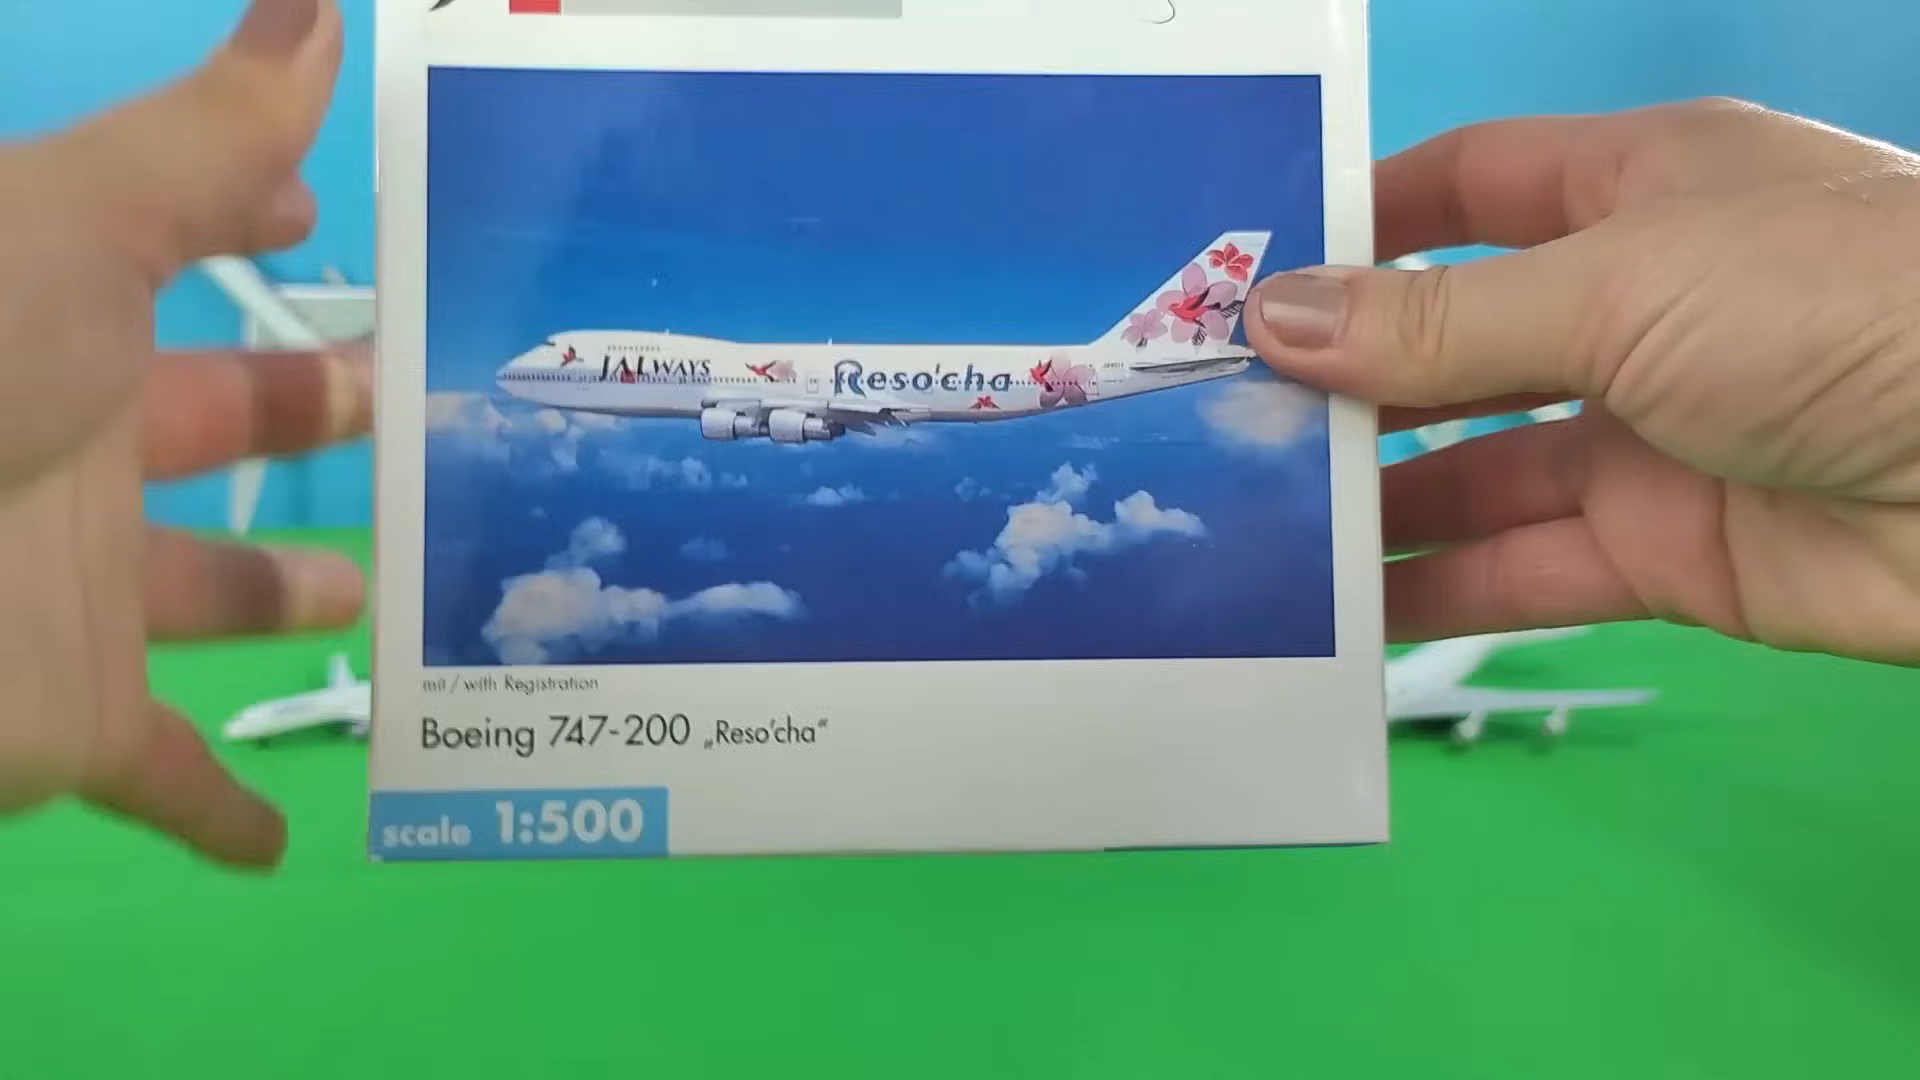 JALWAYS
Reso'cha
mit / with Registration
Boeing 747-200 „Reso'cha“
scale 1:500